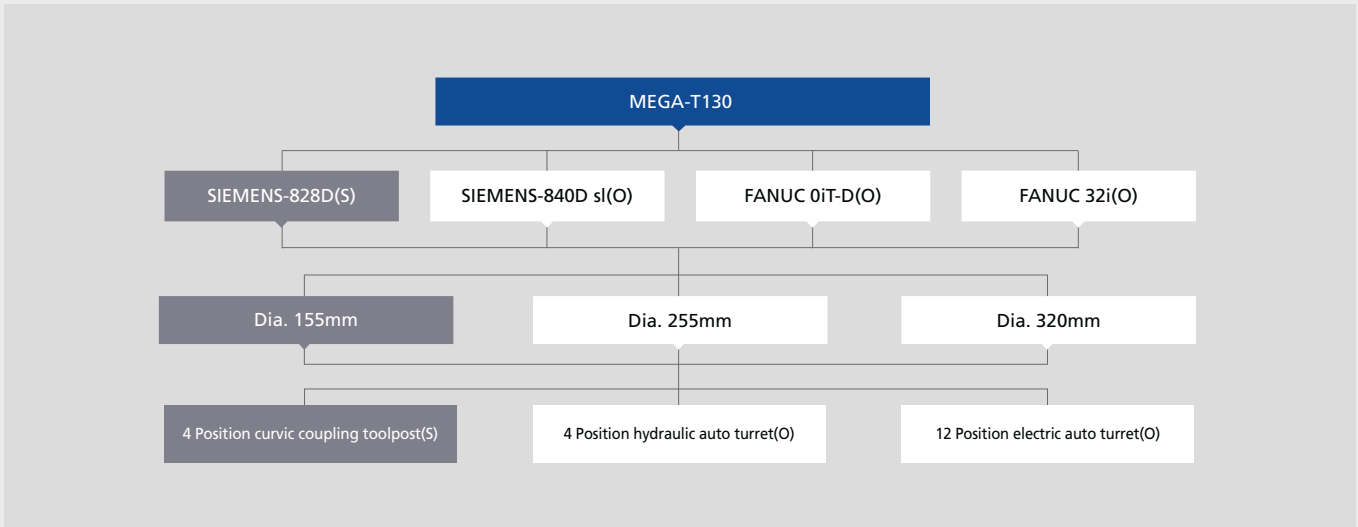 MEGA-T130
SIEMENS-828D(S)
SIEMENS-840D sl(O)
FANUC 0iT-D(O)
FANUC 32i(O)
Dia. 155mm
Dia. 255mm
Dia. 320mm
4 Position curvic coupling toolpost(S)
4 Position hydraulic auto turret(O)
12 Position electric auto turret(O)